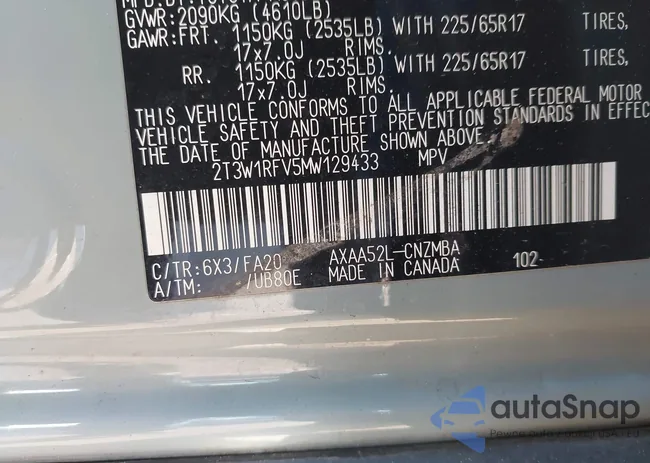 GVWR: 2090KG (4610LB)
GAWR: FRT. 1150KG (2535LB) WITH 225/65R17 TIRES,
17x7.0J RIMS.
RR. 1150KG (2535LB) WITH 225/65R17 TIRES,
17x7.0J RIMS.
THIS VEHICLE CONFORMS TO ALL APPLICABLE FEDERAL MOTOR
VEHICLE SAFETY AND THEFT PREVENTION STANDARDS IN EFFEC
THE DATE OF MANUFACTURE SHOWN ABOVE.
2T3W1RFV5MW129433 MPV
C/TR:6X3/FA20 AXAA52L-CNZMBA 102
A/TM: /UB80E MADE IN CANADA
autoSnap